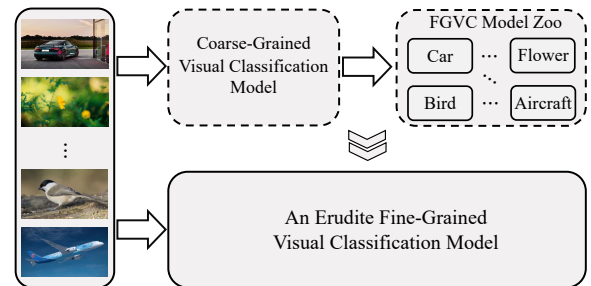 Coarse-Grained
Visual Classification
Model
FGVC Model Zoo
Car ... Flower
Bird ... Aircraft
An Erudite Fine-Grained
Visual Classification Model